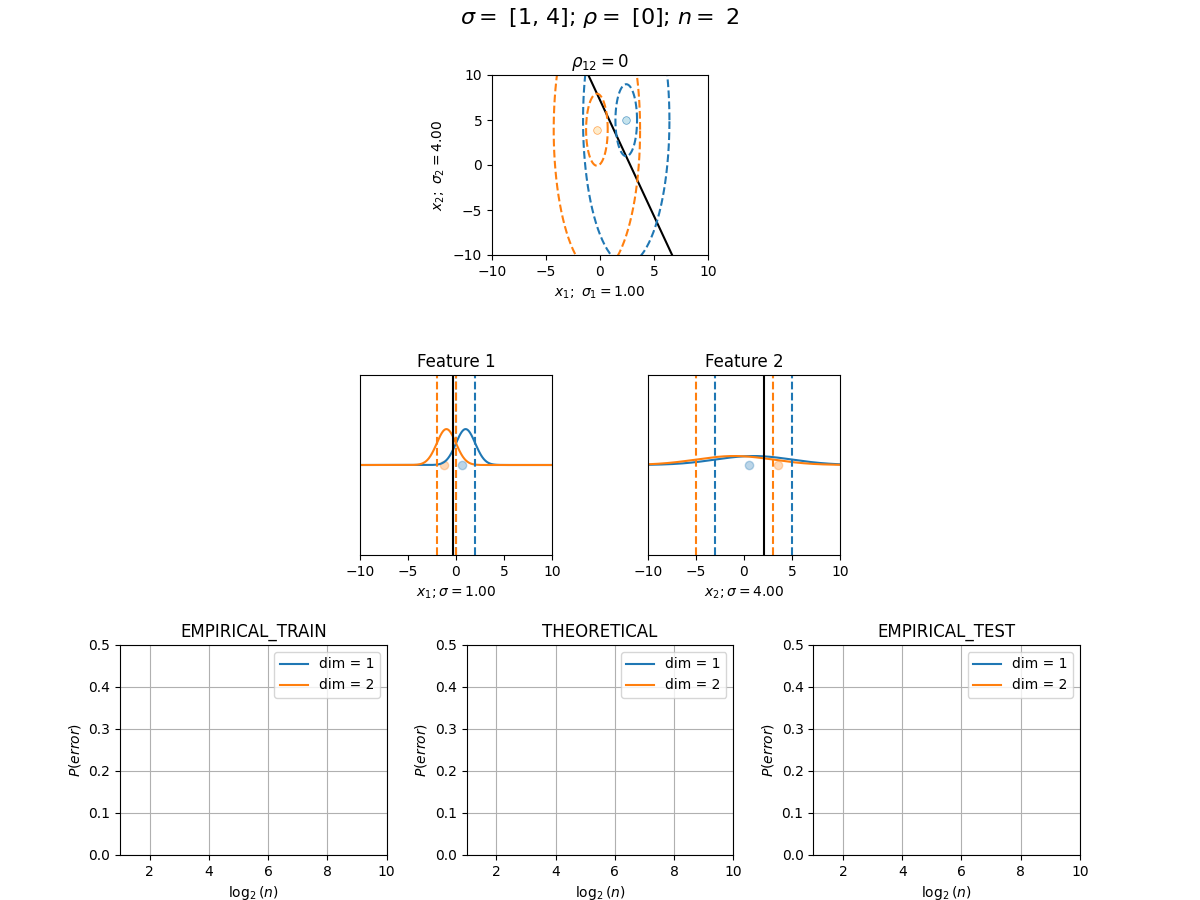 σ = [1, 4]; ρ = [0]; n = 2
ρ₁₂ = 0
10
5
0
−5
−10
x₂; σ₂ = 4.00
−10 −5 0 5 10
x₁; σ₁ = 1.00
Feature 1 Feature 2
−10 −5 0 5 10 −10 −5 0 5 10
x₁; σ = 1.00 x₂; σ = 4.00
EMPIRICAL_TRAIN THEORETICAL EMPIRICAL_TEST
0.5 0.5 0.5
dim = 1 dim = 1 dim = 1
dim = 2 dim = 2 dim = 2
0.4 0.4 0.4
0.3 0.3 0.3
P(error) P(error) P(error)
0.2 0.2 0.2
0.1 0.1 0.1
0.0 0.0 0.0
2 4 6 8 10 2 4 6 8 10 2 4 6 8 10
log₂(n) log₂(n) log₂(n)